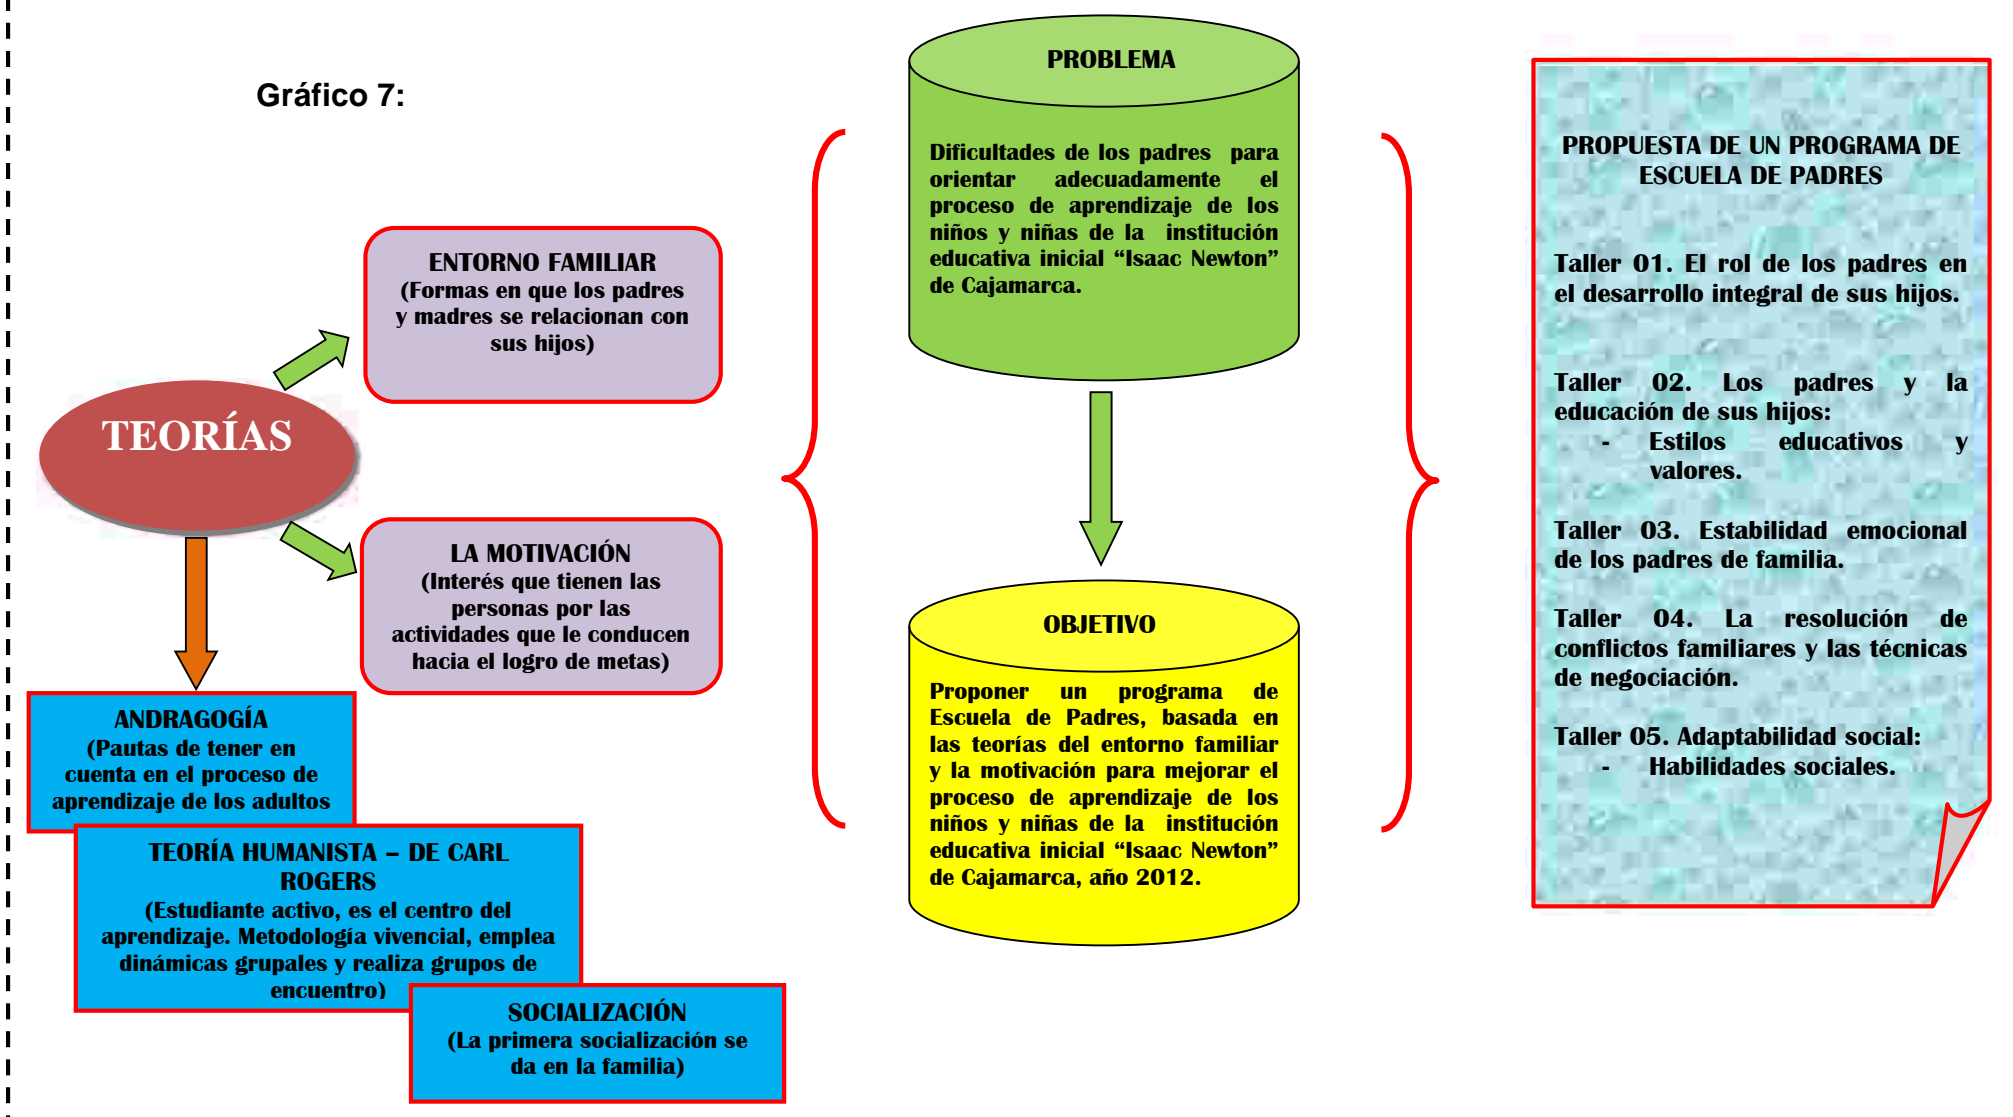 Gráfico 7:
TEORÍAS
ENTORNO FAMILIAR
(Formas en que los padres
y madres se relacionan con
sus hijos)
LA MOTIVACIÓN
(Interés que tienen las
personas por las
actividades que le conducen
hacia el logro de metas)
ANDRAGOGÍA
(Pautas de tener en
cuenta en el proceso de
aprendizaje de los adultos
TEORÍA HUMANISTA – DE CARL
ROGERS
(Estudiante activo, es el centro del
aprendizaje. Metodología vivencial, emplea
dinámicas grupales y realiza grupos de
encuentro)
SOCIALIZACIÓN
(La primera socialización se
da en la familia)
PROBLEMA
Dificultades de los padres para
orientar adecuadamente el
proceso de aprendizaje de los
niños y niñas de la institución
educativa inicial “Isaac Newton”
de Cajamarca.
OBJETIVO
Proponer un programa de
Escuela de Padres, basada en
las teorías del entorno familiar
y la motivación para mejorar el
proceso de aprendizaje de los
niños y niñas de la institución
educativa inicial “Isaac Newton”
de Cajamarca, año 2012.
PROPUESTA DE UN PROGRAMA DE
ESCUELA DE PADRES
Taller 01. El rol de los padres en
el desarrollo integral de sus hijos.
Taller 02. Los padres y la
educación de sus hijos:
- Estilos educativos y
valores.
Taller 03. Estabilidad emocional
de los padres de familia.
Taller 04. La resolución de
conflictos familiares y las técnicas
de negociación.
Taller 05. Adaptabilidad social:
- Habilidades sociales.